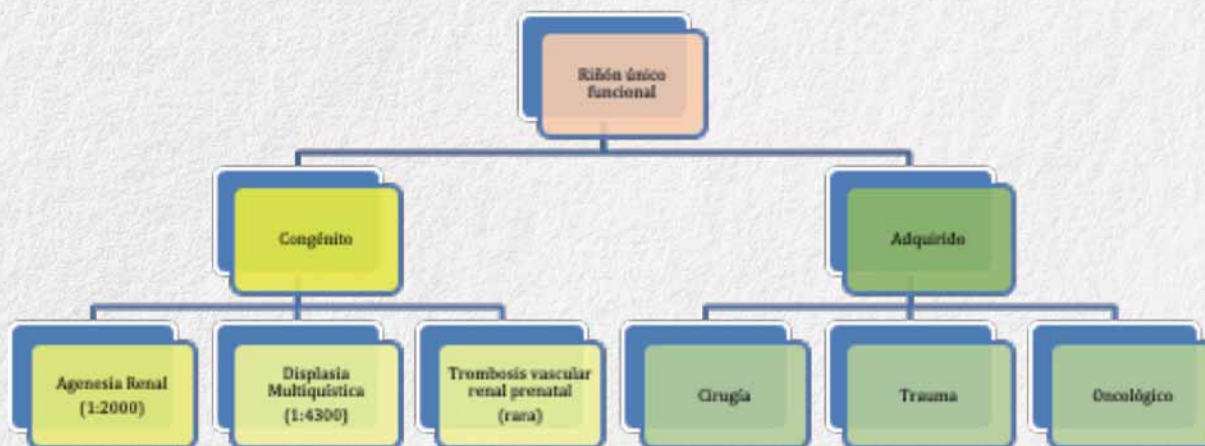 Riñón único
funcional
Congénito
Adquirido
Agenesia Renal
(1:2000)
Displasia
Multiquística
(1:4300)
Trombosis vascular
renal prenatal
(rara)
Cirugía
Trauma
Oncológico